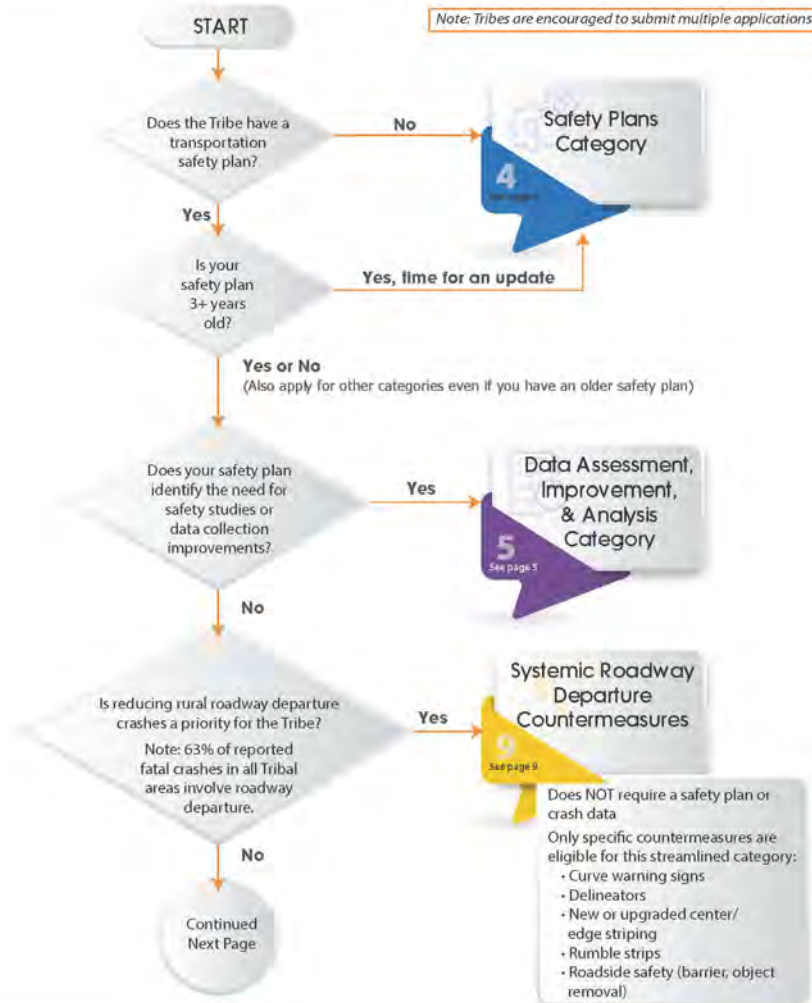 START
Note: Tribes are encouraged to submit multiple applications
Does the Tribe have a
transportation
safety plan?
No
Safety Plans
Category
4
Yes
Is your
safety plan
3+ years
old?
Yes, time for an update
Yes or No
(Also apply for other categories even if you have an older safety plan)
Does your safety plan
identify the need for
safety studies or
data collection
improvements?
Yes
Data Assessment,
Improvement,
& Analysis
Category
5
See page 5
No
Is reducing rural roadway departure
crashes a priority for the Tribe?
Note: 63% of reported
fatal crashes in all Tribal
areas involve roadway
departure.
Yes
Systemic Roadway
Departure
Countermeasures
9
See page 9
Does NOT require a safety plan or
crash data
Only specific countermeasures are
eligible for this streamlined category:
• Curve warning signs
• Delineators
• New or upgraded center/
edge striping
• Rumble strips
• Roadside safety (barrier, object
removal)
No
Continued
Next Page